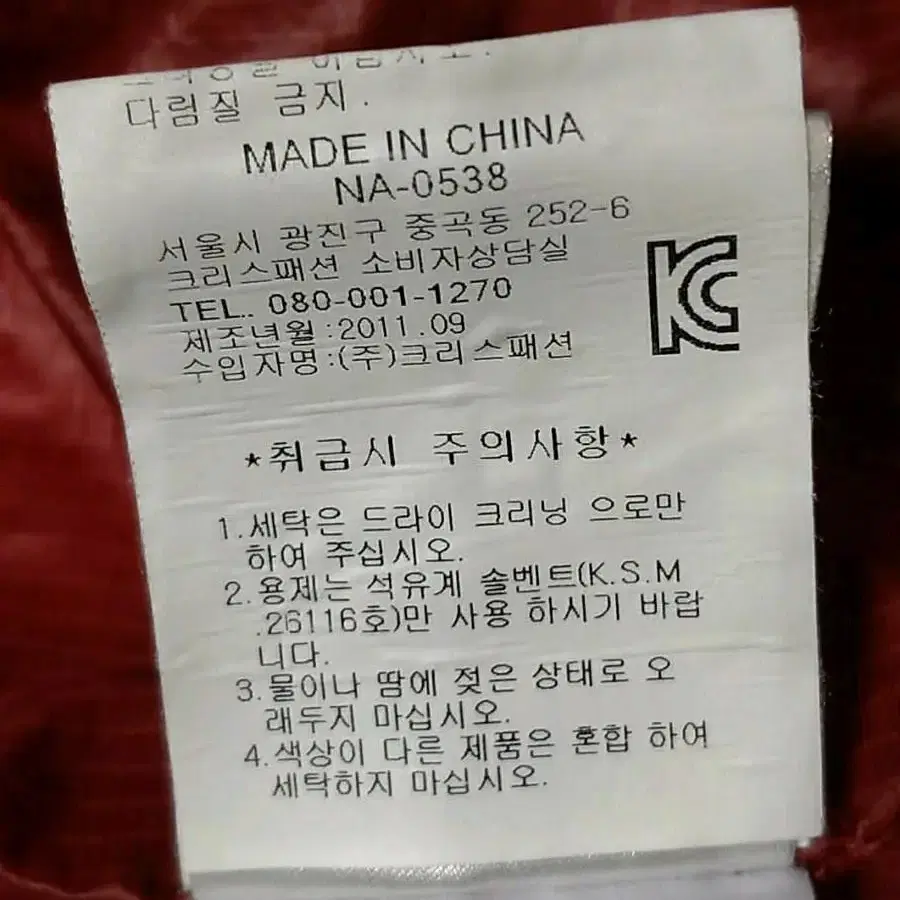 다림질 금지.
MADE IN CHINA
NA-0538
서울시 광진구 중곡동 252-6
크리스패션 소비자상담실
TEL.. 080-001-1270
제조년월:2011.09
수입자명:(주)크리스패션
KC
*취급시 주의사항*
1.세탁은 드라이 크리닝 으로만
하여 주십시오.
2.용제는 석유계 솔벤트(K.S.M
.26116호)만 사용 하시기 바랍
니다.
3.물이나 땀에 젖은 상태로 오
래두지 마십시오.
4.색상이 다른 제품은 혼합 하여
세탁하지 마십시오.